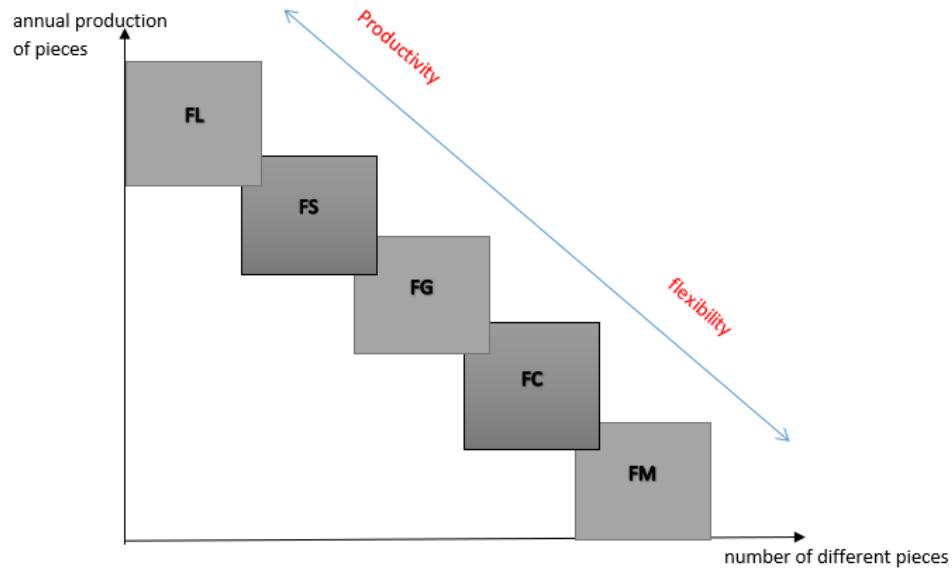 annual production
of pieces
Productivity
FL
FS
FG
flexibility
FC
FM
number of different pieces